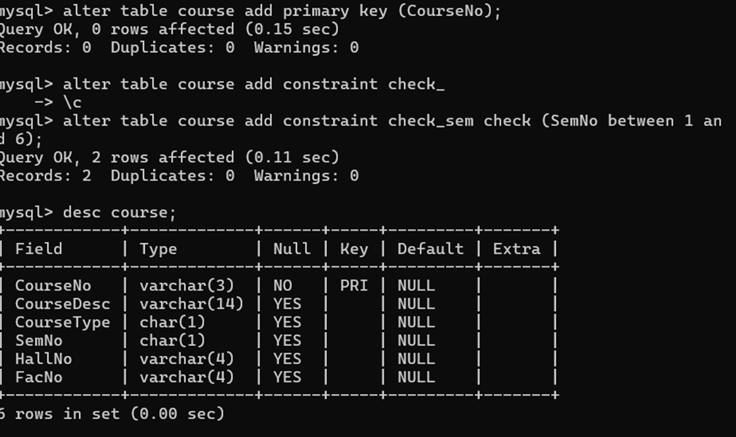 mysql> alter table course add primary key (CourseNo);
Query OK, 0 rows affected (0.15 sec)
Records: 0  Duplicates: 0  Warnings: 0

mysql> alter table course add constraint check_
    -> \c
mysql> alter table course add constraint check_sem check (SemNo between 1 an
d 6);
Query OK, 2 rows affected (0.11 sec)
Records: 2  Duplicates: 0  Warnings: 0

mysql> desc course;
+------------+-------------+------+-----+---------+-------+
| Field      | Type        | Null | Key | Default | Extra |
+------------+-------------+------+-----+---------+-------+
| CourseNo   | varchar(3)  | NO   | PRI | NULL    |       |
| CourseDesc | varchar(14) | YES  |     | NULL    |       |
| CourseType | char(1)     | YES  |     | NULL    |       |
| SemNo      | char(1)     | YES  |     | NULL    |       |
| HallNo     | varchar(4)  | YES  |     | NULL    |       |
| FacNo      | varchar(4)  | YES  |     | NULL    |       |
+------------+-------------+------+-----+---------+-------+
6 rows in set (0.00 sec)